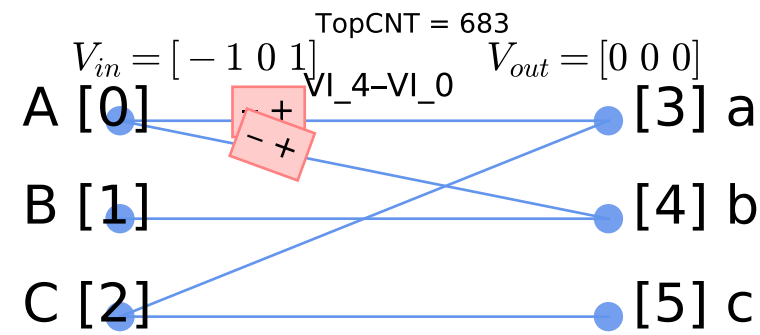 TopCNT = 683
V_in = [ − 1 0 1] V_out = [0 0 0]
VI_4–VI_0
A [0] - + [3] a
− +
B [1] [4] b
C [2] [5] c